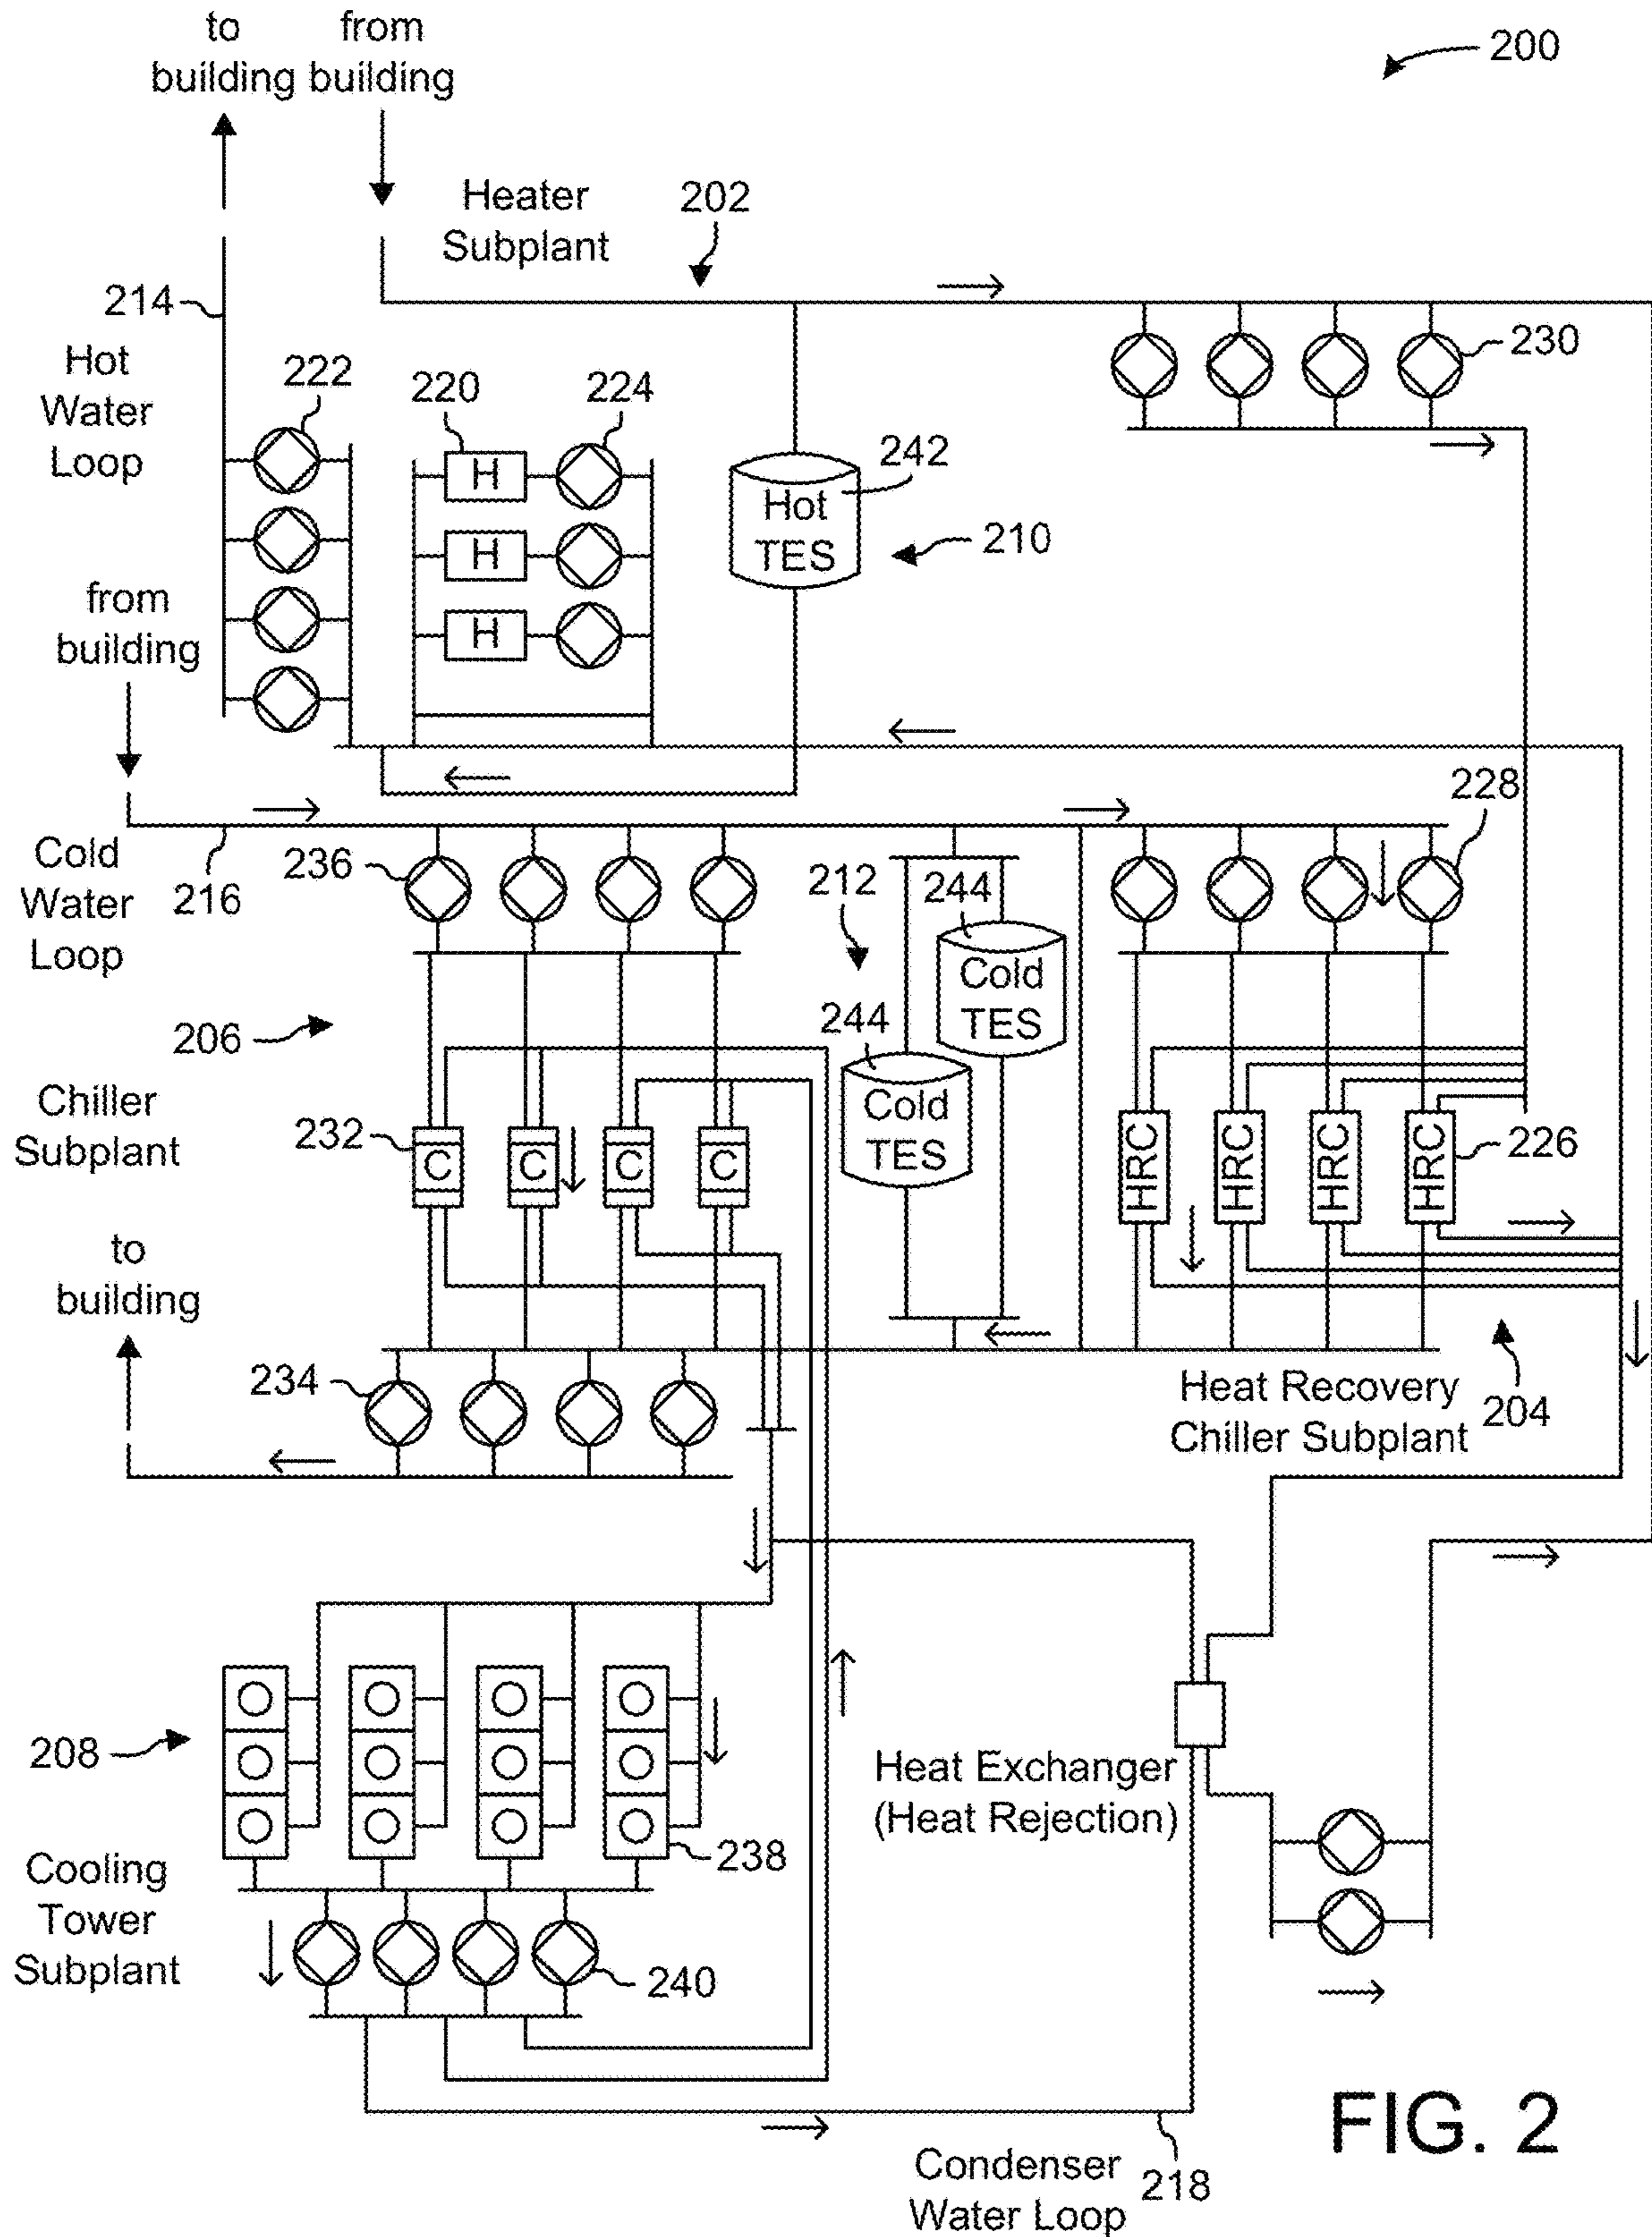 to
building
from
building
200
Heater
Subplant
202
214
Hot
Water
Loop
222
220
224
230
H
H
H
Hot
TES
242
210
from
building
228
Cold
Water
Loop
216
236
212
244
Cold
TES
244
Cold
TES
206
Chiller
Subplant
232
C
C
C
C
HRC
HRC
HRC
HRC
226
to
building
234
Heat Recovery
Chiller Subplant
204
208
Heat Exchanger
(Heat Rejection)
238
Cooling
Tower
Subplant
240
FIG. 2
Condenser
Water Loop
218